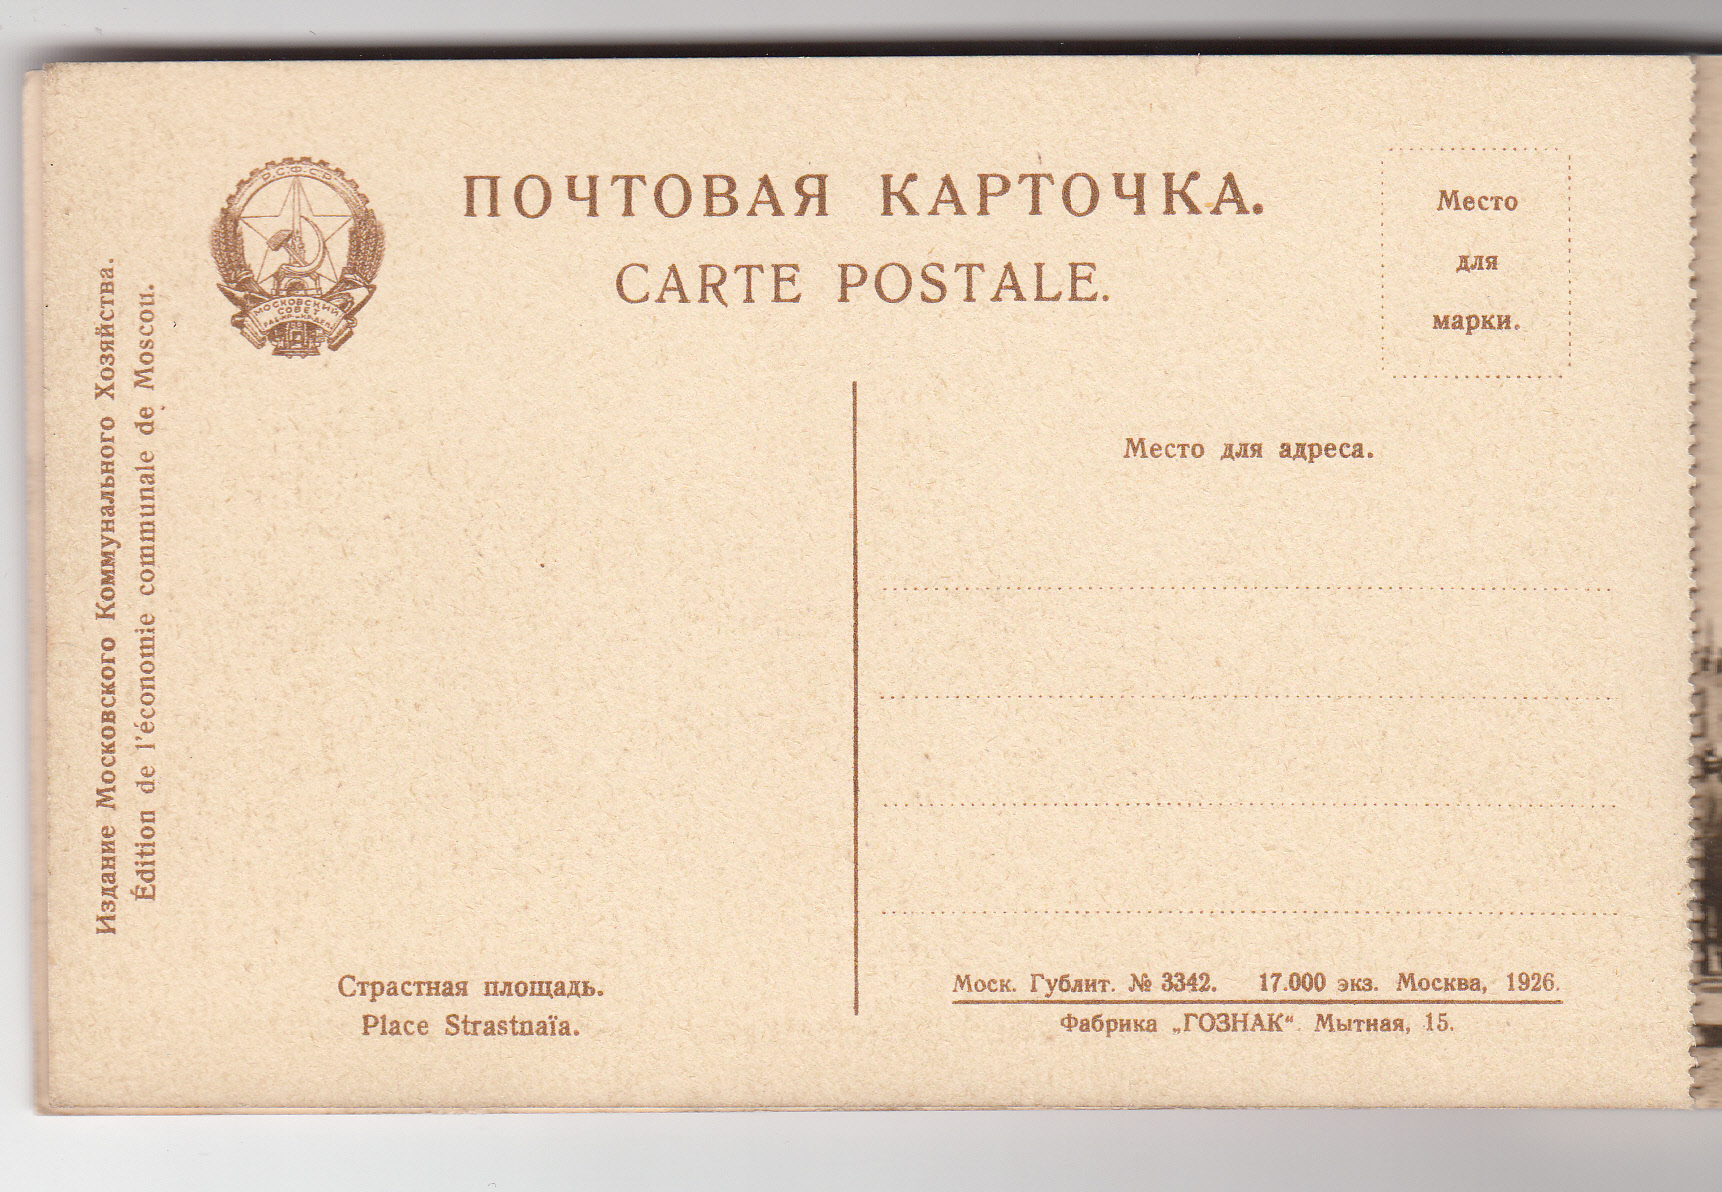 Р.С.Ф.С.Р.
МОСКОВСКИЙ
СОВЕТ
ПОЧТОВАЯ КАРТОЧКА.
CARTE POSTALE.
Место
для
марки.
Издание Московского Коммунального Хозяйства.
Édition de l'économie communale de Moscou.
Место для адреса.
Страстная площадь.
Place Strastnaïa.
Моск. Гублит. № 3342. 17.000 экз. Москва, 1926.
Фабрика „ГОЗНАК“ Мытная, 15.